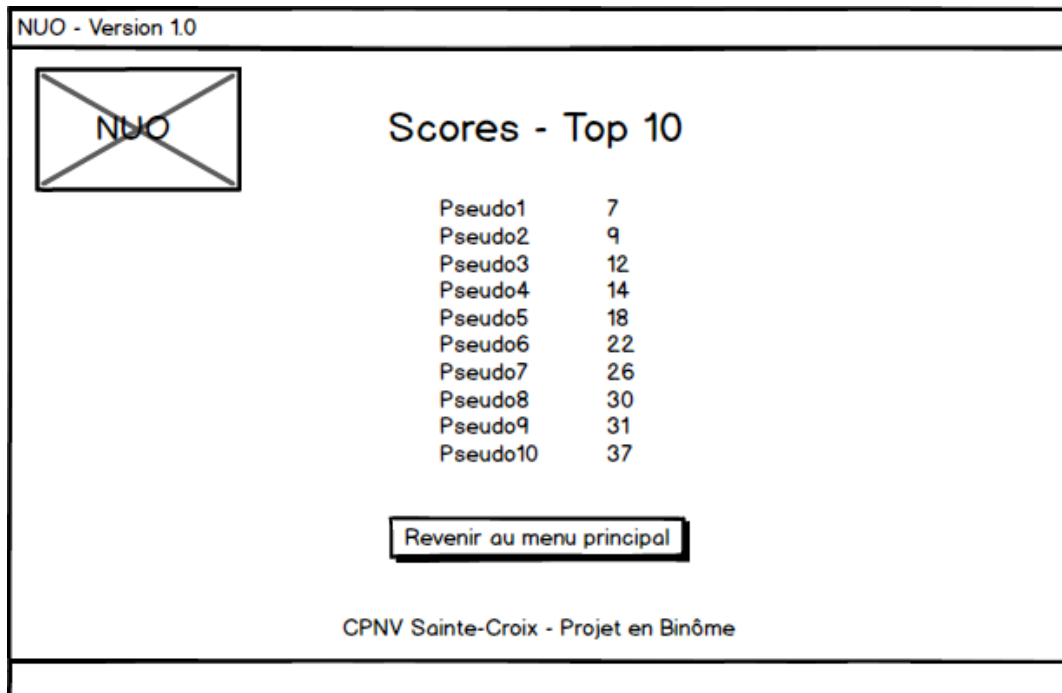 NUO - Version 1.0
NUO
Scores - Top 10
Pseudo1 7
Pseudo2 9
Pseudo3 12
Pseudo4 14
Pseudo5 18
Pseudo6 22
Pseudo7 26
Pseudo8 30
Pseudo9 31
Pseudo10 37
Revenir au menu principal
CPNV Sainte-Croix - Projet en Binôme